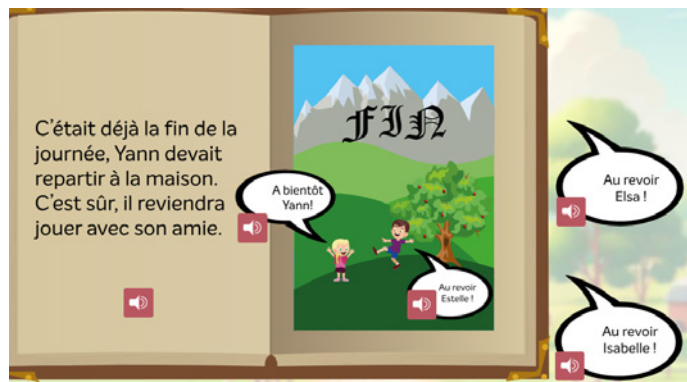 C'était déjà la fin de la
journée, Yann devait
repartir à la maison.
C'est sûr, il reviendra
jouer avec son amie.
FIN
A bientôt
Yann!
Au revoir
Estelle !
Au revoir
Elsa !
Au revoir
Isabelle !